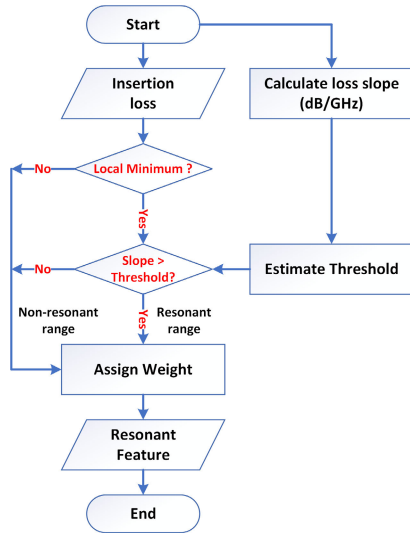 Start
Insertion
loss
Calculate loss slope
(dB/GHz)
No
Local Minimum ?
Yes
No
Slope >
Threshold?
Estimate Threshold
Non-resonant
range
Yes
Resonant
range
Assign Weight
Resonant
Feature
End